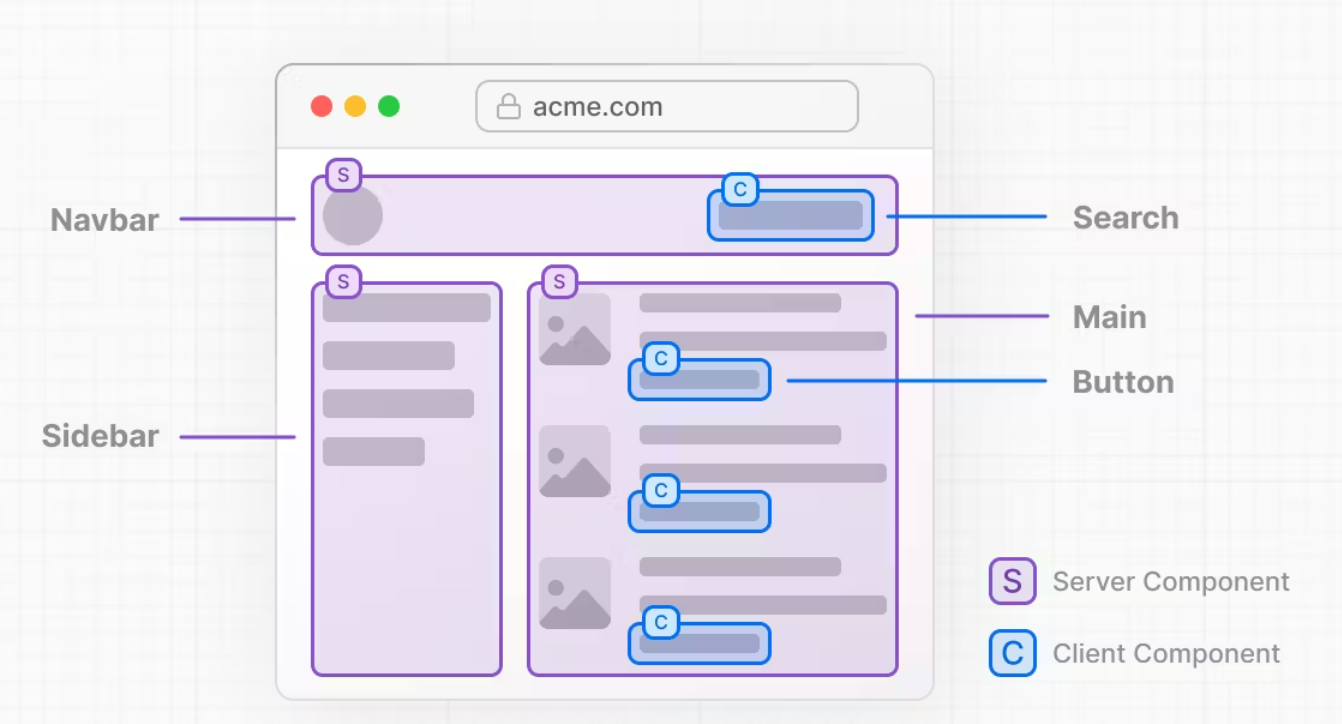 acme.com
S
C
Navbar
Search
S
S
Main
C
Button
Sidebar
C
S Server Component
C
C Client Component